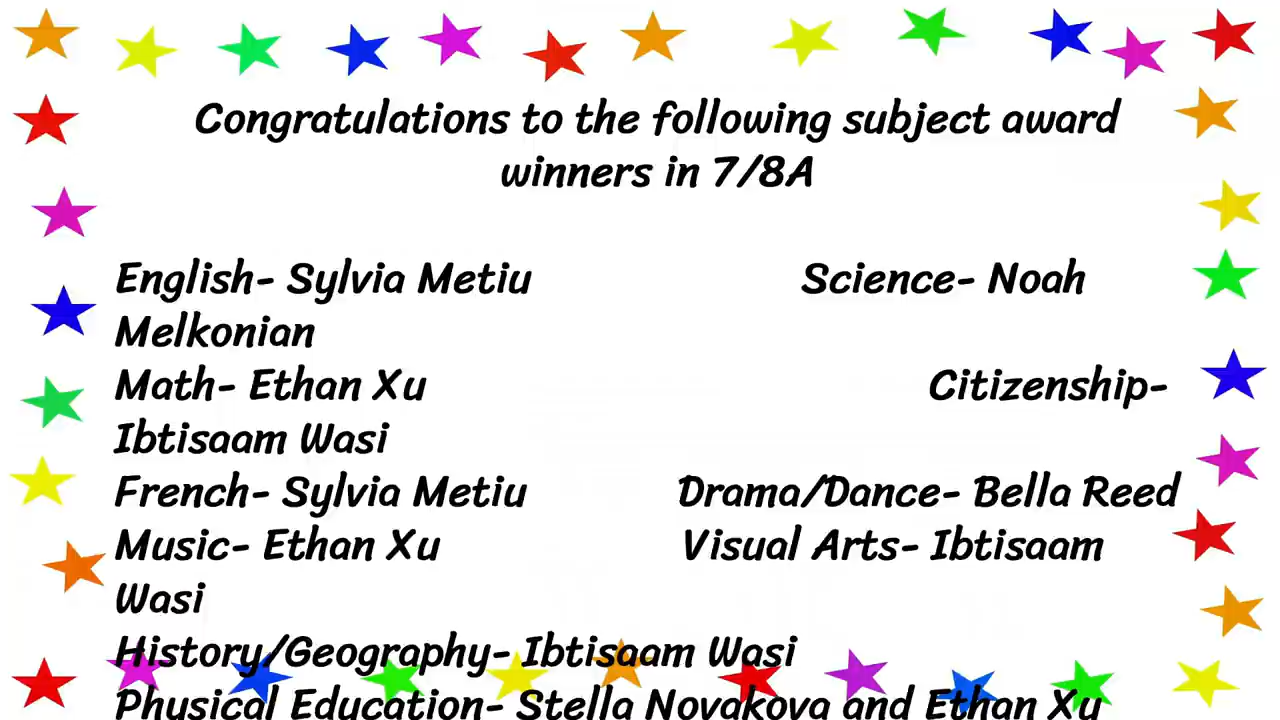 Congratulations to the following subject award
winners in 7/8A
English- Sylvia Metiu Science- Noah
Melkonian
Math- Ethan Xu Citizenship-
Ibtisaam Wasi
French- Sylvia Metiu Drama/Dance- Bella Reed
Music- Ethan Xu Visual Arts- Ibtisaam
Wasi
History/Geography- Ibtisaam Wasi
Physical Education- Stella Novakova and Ethan Xu